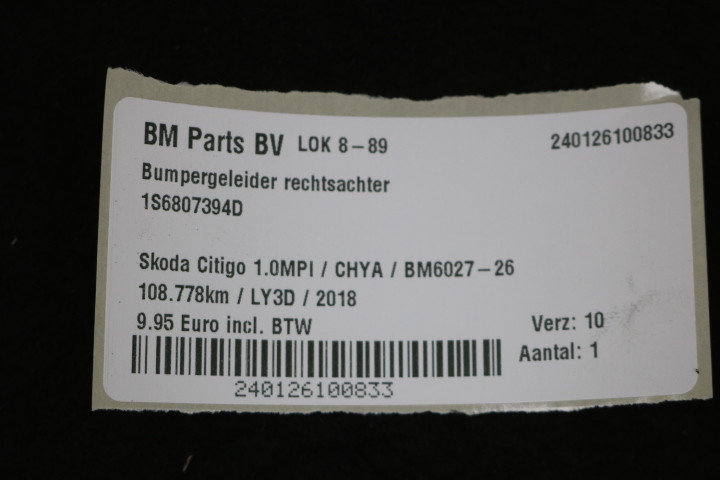 BM Parts BV LOK 8-89 240126100833
Bumpergeleider rechtsachter
1S6807394D
Skoda Citigo 1.0MPI / CHYA / BM6027-26
108.778km / LY3D / 2018
9.95 Euro incl. BTW Verz: 10
Aantal: 1
240126100833